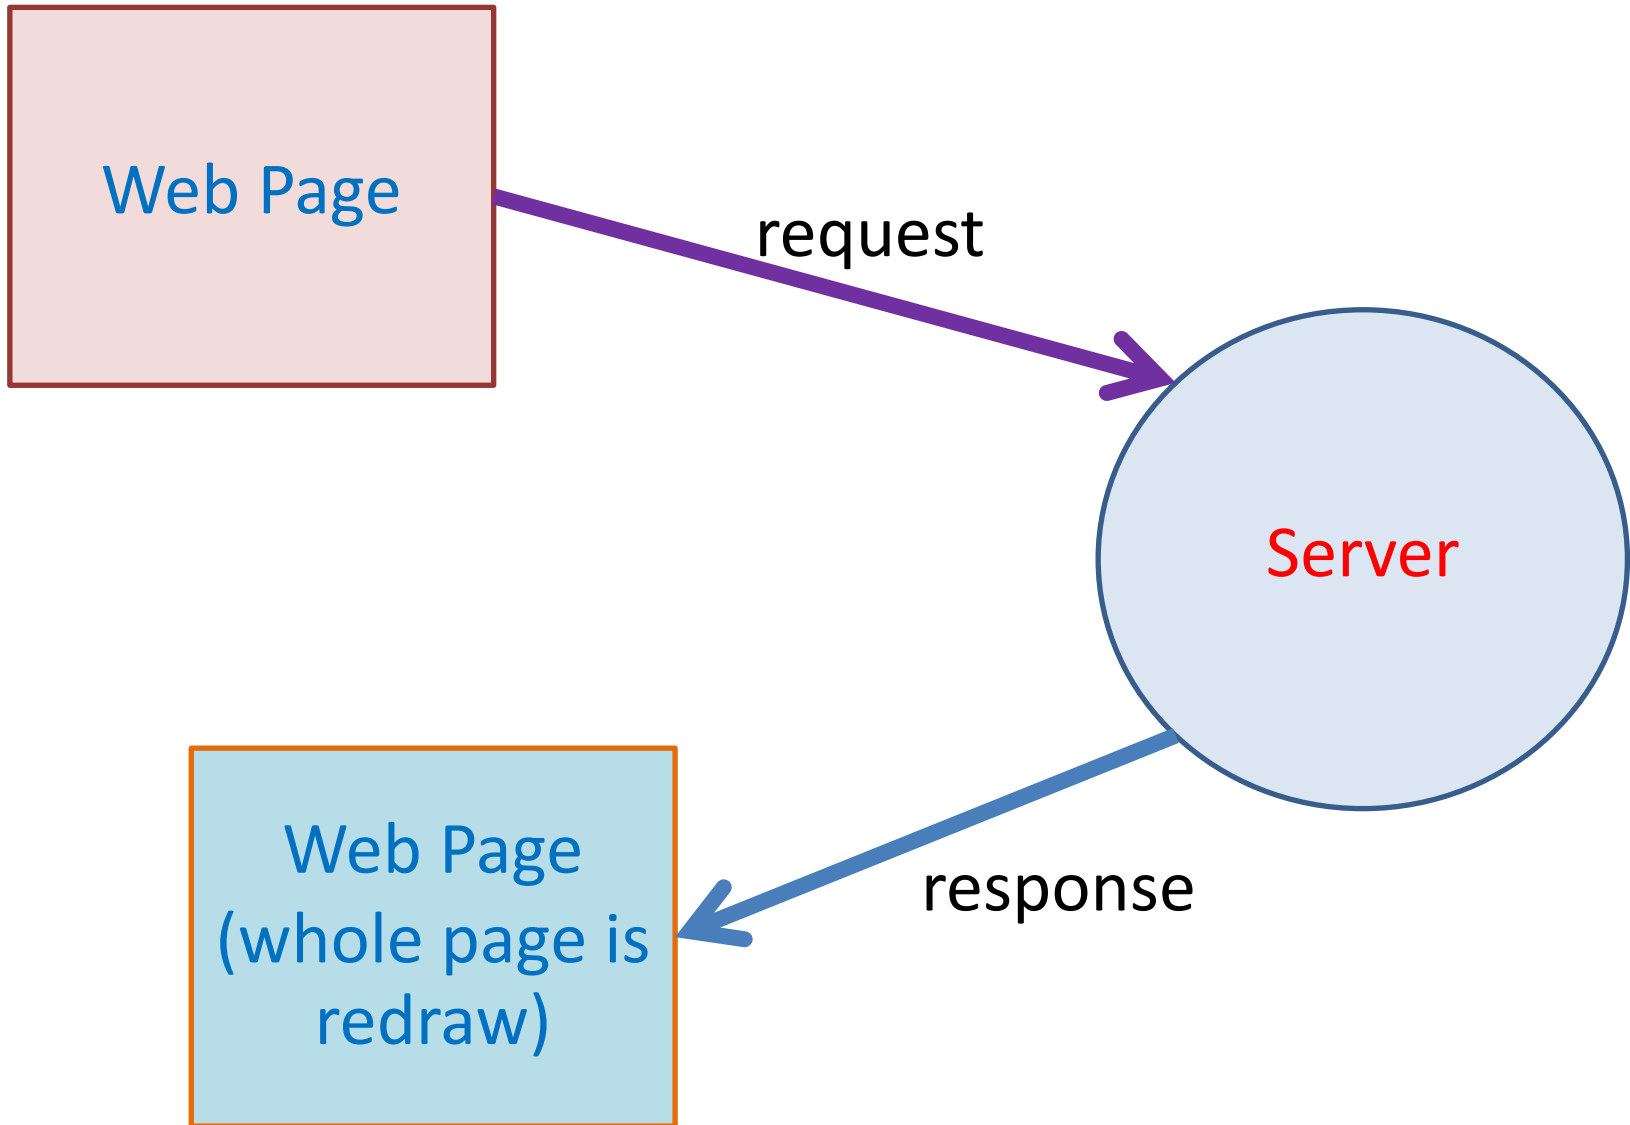 Web Page
request
Server
response
Web Page
(whole page is
redraw)